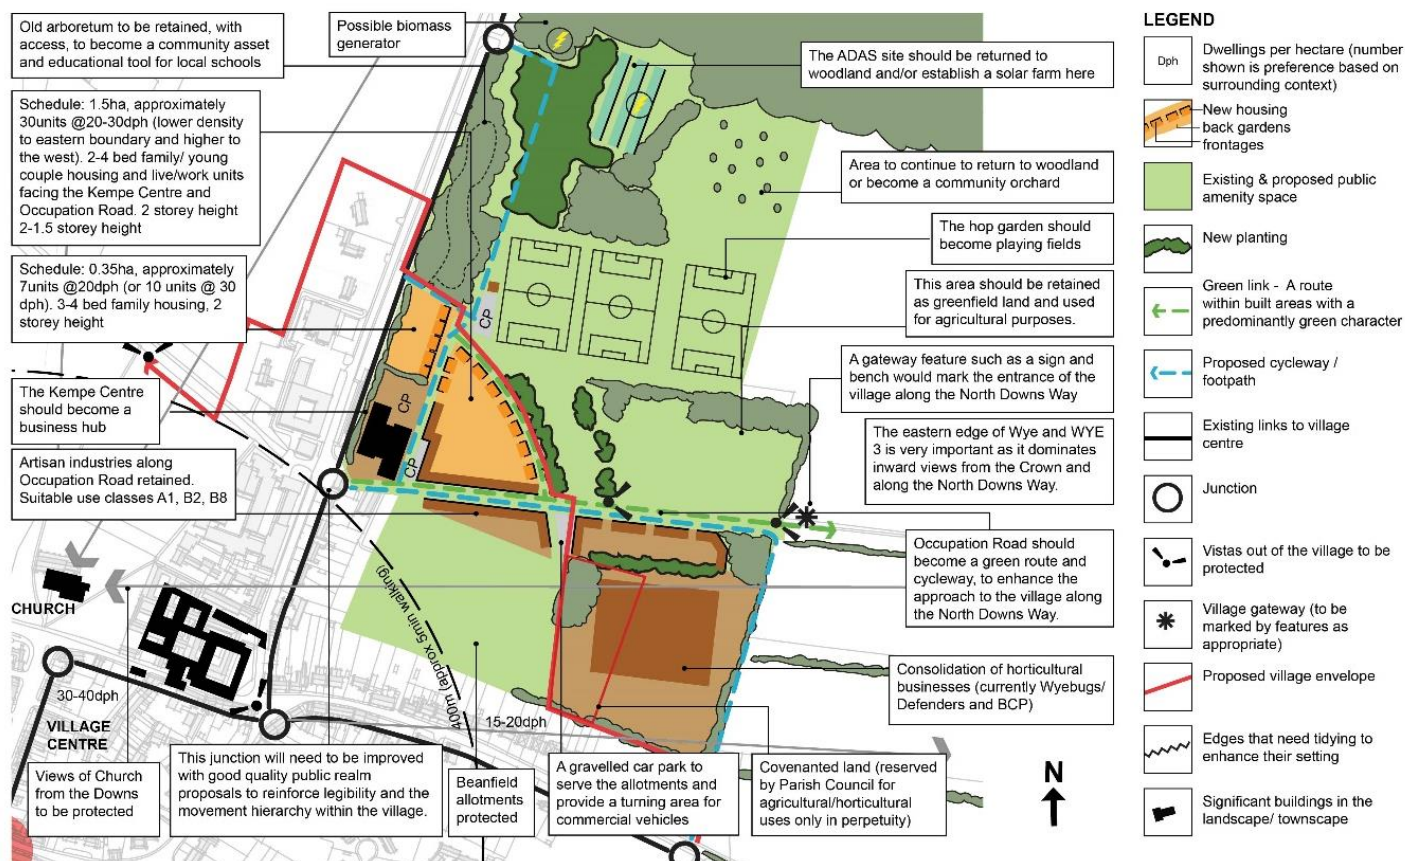 Old arboretum to be retained, with
access, to become a community asset
and educational tool for local schools
Possible biomass
generator
The ADAS site should be returned to
woodland and/or establish a solar farm here
Schedule: 1.5ha, approximately
30units @20-30dph (lower density
to eastern boundary and higher to
the west). 2-4 bed family/ young
couple housing and live/work units
facing the Kempe Centre and
Occupation Road. 2 storey height
2-1.5 storey height
Area to continue to return to woodland
or become a community orchard
The hop garden should
become playing fields
Schedule: 0.35ha, approximately
7units @20dph (or 10 units @ 30
dph). 3-4 bed family housing, 2
storey height
This area should be retained
as greenfield land and used
for agricultural purposes.
A gateway feature such as a sign and
bench would mark the entrance of the
village along the North Downs Way
The Kempe Centre
should become a
business hub
The eastern edge of Wye and WYE
3 is very important as it dominates
inward views from the Crown and
along the North Downs Way.
Artisan industries along
Occupation Road retained.
Suitable use classes A1, B2, B8
CP
CP
CP
Occupation Road should
become a green route and
cycleway, to enhance the
approach to the village along
the North Downs Way.
CHURCH
400m (approx 5min walking)
Consolidation of horticultural
businesses (currently Wyebugs/
Defenders and BCP)
30-40dph
15-20dph
VILLAGE
CENTRE
Views of Church
from the Downs
to be protected
This junction will need to be improved
with good quality public realm
proposals to reinforce legibility and the
movement hierarchy within the village.
Beanfield
allotments
protected
A gravelled car park to
serve the allotments and
provide a turning area for
commercial vehicles
Covenanted land (reserved
by Parish Council for
agricultural/horticultural
uses only in perpetuity)
N
LEGEND
Dph
Dwellings per hectare (number
shown is preference based on
surrounding context)
New housing
back gardens
frontages
Existing & proposed public
amenity space
New planting
Green link - A route
within built areas with a
predominantly green character
Proposed cycleway /
footpath
Existing links to village
centre
Junction
Vistas out of the village to be
protected
Village gateway (to be
marked by features as
appropriate)
Proposed village envelope
Edges that need tidying to
enhance their setting
Significant buildings in the
landscape/ townscape